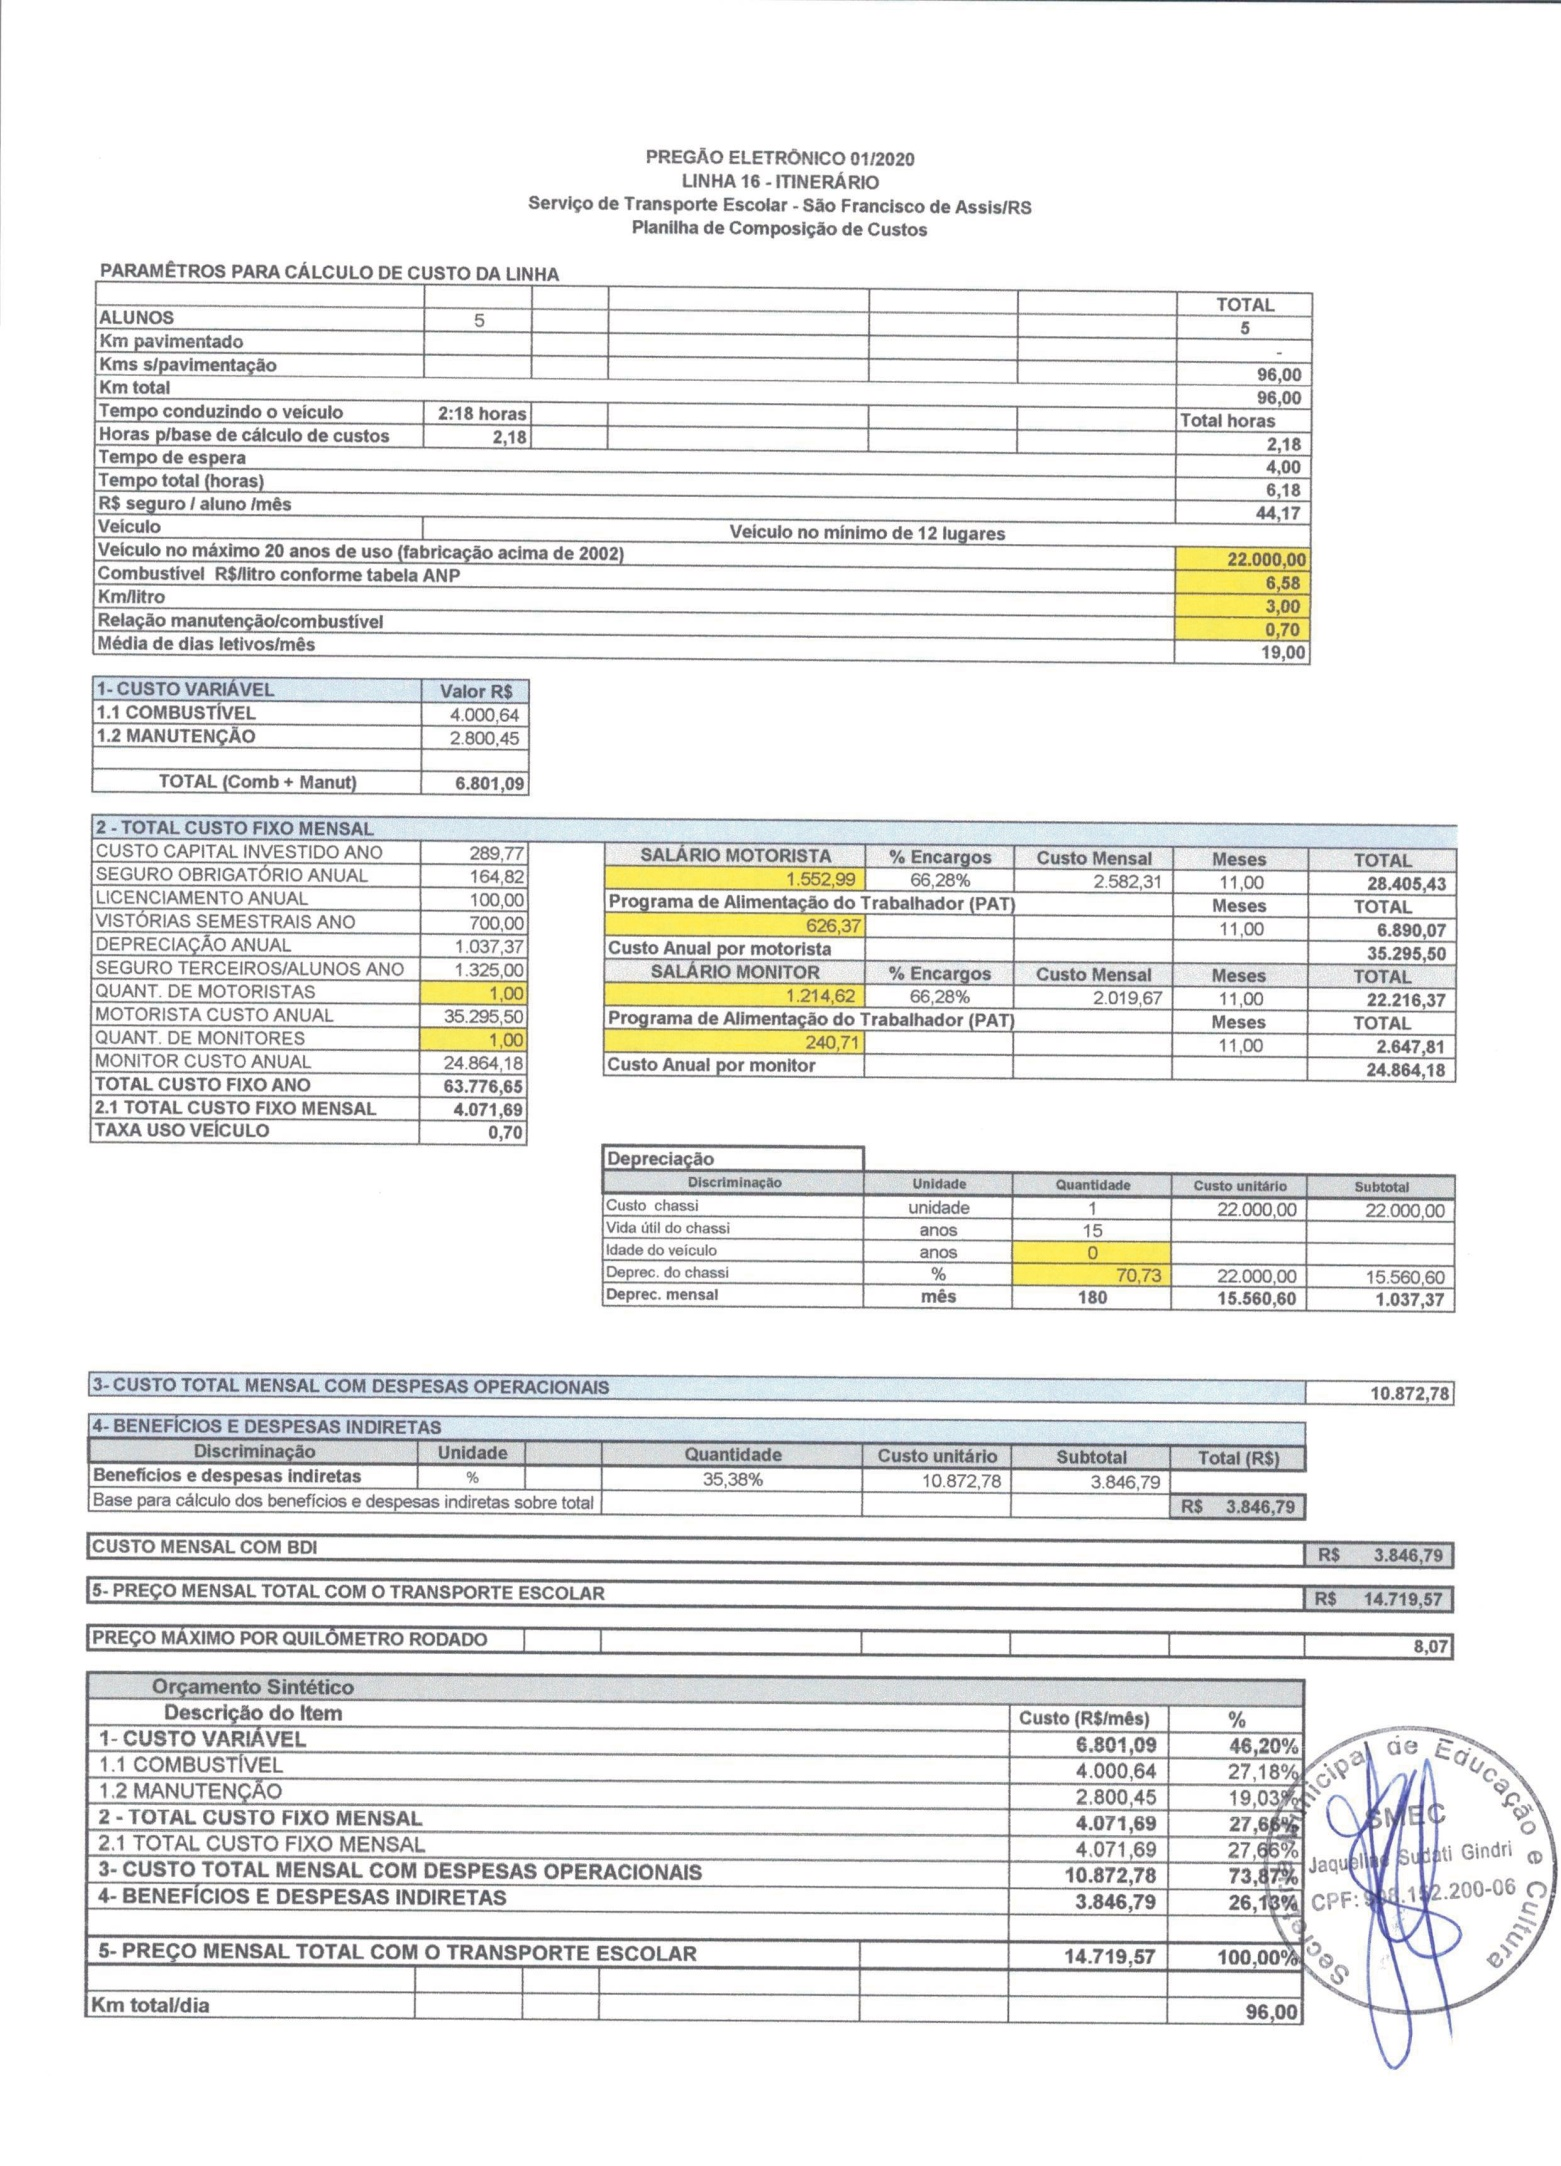 PREGÃO ELETRÔNICO 01/2020
LINHA 16 - ITINERÁRIO
Serviço de Transporte Escolar - São Francisco de Assis/RS
Planilha de Composição de Custos
PARAMÊTROS PARA CÁLCULO DE CUSTO DA LINHA
TOTAL
ALUNOS 5 5
Km pavimentado -
Kms s/pavimentação 96,00
Km total 96,00
Tempo conduzindo o veículo 2:18 horas Total horas
Horas p/base de cálculo de custos 2,18 2,18
Tempo de espera 4,00
Tempo total (horas) 6,18
R$ seguro / aluno /mês 44,17
Veículo Veículo no mínimo de 12 lugares
Veículo no máximo 20 anos de uso (fabricação acima de 2002) 22.000,00
Combustível R$/litro conforme tabela ANP 6,58
Km/litro 3,00
Relação manutenção/combustível 0,70
Média de dias letivos/mês 19,00
1- CUSTO VARIÁVEL Valor R$
1.1 COMBUSTÍVEL 4.000,64
1.2 MANUTENÇÃO 2.800,45
TOTAL (Comb + Manut) 6.801,09
2 - TOTAL CUSTO FIXO MENSAL
CUSTO CAPITAL INVESTIDO ANO 289,77
SEGURO OBRIGATÓRIO ANUAL 164,82
LICENCIAMENTO ANUAL 100,00
VISTÓRIAS SEMESTRAIS ANO 700,00
DEPRECIAÇÃO ANUAL 1.037,37
SEGURO TERCEIROS/ALUNOS ANO 1.325,00
QUANT. DE MOTORISTAS 1,00
MOTORISTA CUSTO ANUAL 35.295,50
QUANT. DE MONITORES 1,00
MONITOR CUSTO ANUAL 24.864,18
TOTAL CUSTO FIXO ANO 63.776,65
2.1 TOTAL CUSTO FIXO MENSAL 4.071,69
TAXA USO VEÍCULO 0,70
SALÁRIO MOTORISTA % Encargos Custo Mensal Meses TOTAL
1.552,99 66,28% 2.582,31 11,00 28.405,43
Programa de Alimentação do Trabalhador (PAT) Meses TOTAL
626,37 11,00 6.890,07
Custo Anual por motorista 35.295,50
SALÁRIO MONITOR % Encargos Custo Mensal Meses TOTAL
1.214,62 66,28% 2.019,67 11,00 22.216,37
Programa de Alimentação do Trabalhador (PAT) Meses TOTAL
240,71 11,00 2.647,81
Custo Anual por monitor 24.864,18
Depreciação
Discriminação Unidade Quantidade Custo unitário Subtotal
Custo chassi unidade 1 22.000,00 22.000,00
Vida útil do chassi anos 15
Idade do veículo anos 0
Deprec. do chassi % 70,73 22.000,00 15.560,60
Deprec. mensal mês 180 15.560,60 1.037,37
3- CUSTO TOTAL MENSAL COM DESPESAS OPERACIONAIS 10.872,78
4- BENEFÍCIOS E DESPESAS INDIRETAS
Discriminação Unidade Quantidade Custo unitário Subtotal Total (R$)
Benefícios e despesas indiretas % 35,38% 10.872,78 3.846,79
Base para cálculo dos benefícios e despesas indiretas sobre total R$ 3.846,79
CUSTO MENSAL COM BDI R$ 3.846,79
5- PREÇO MENSAL TOTAL COM O TRANSPORTE ESCOLAR R$ 14.719,57
PREÇO MÁXIMO POR QUILÔMETRO RODADO 8,07
Orçamento Sintético
Descrição do Item Custo (R$/mês) %
1- CUSTO VARIÁVEL 6.801,09 46,20%
1.1 COMBUSTÍVEL 4.000,64 27,18%
1.2 MANUTENÇÃO 2.800,45 19,03%
2 - TOTAL CUSTO FIXO MENSAL 4.071,69 27,66%
2.1 TOTAL CUSTO FIXO MENSAL 4.071,69 27,66%
3- CUSTO TOTAL MENSAL COM DESPESAS OPERACIONAIS 10.872,78 73,87%
4- BENEFÍCIOS E DESPESAS INDIRETAS 3.846,79 26,13%
5- PREÇO MENSAL TOTAL COM O TRANSPORTE ESCOLAR 14.719,57 100,00%
Km total/dia 96,00
Municipal de Educação e Cultura
SMEC
Jaqueline Sudati Gindri
CPF: